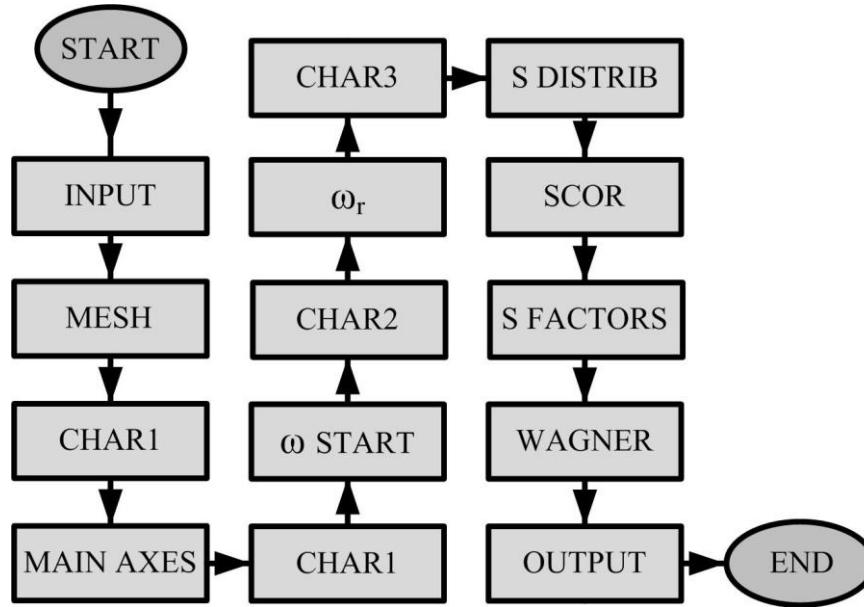 START
INPUT
MESH
CHAR1
MAIN AXES
CHAR1
ω START
CHAR2
ωr
CHAR3
S DISTRIB
SCOR
S FACTORS
WAGNER
OUTPUT
END